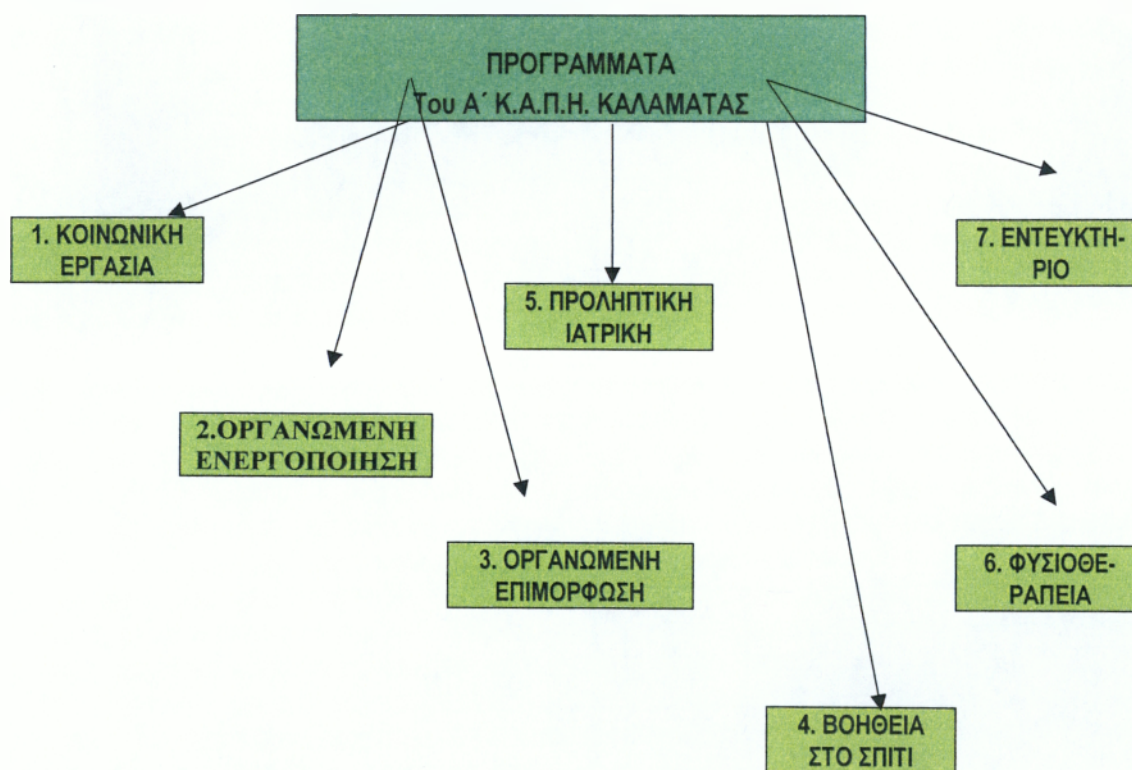 ΠΡΟΓΡΑΜΜΑΤΑ
Του Α΄ Κ.Α.Π.Η. ΚΑΛΑΜΑΤΑΣ
1. ΚΟΙΝΩΝΙΚΗ
ΕΡΓΑΣΙΑ
7. ΕΝΤΕΥΚΤΗ-
ΡΙΟ
5. ΠΡΟΛΗΠΤΙΚΗ
ΙΑΤΡΙΚΗ
2.ΟΡΓΑΝΩΜΕΝΗ
ΕΝΕΡΓΟΠΟΙΗΣΗ
3. ΟΡΓΑΝΩΜΕΝΗ
ΕΠΙΜΟΡΦΩΣΗ
6. ΦΥΣΙΟΘΕ-
ΡΑΠΕΙΑ
4. ΒΟΗΘΕΙΑ
ΣΤΟ ΣΠΙΤΙ